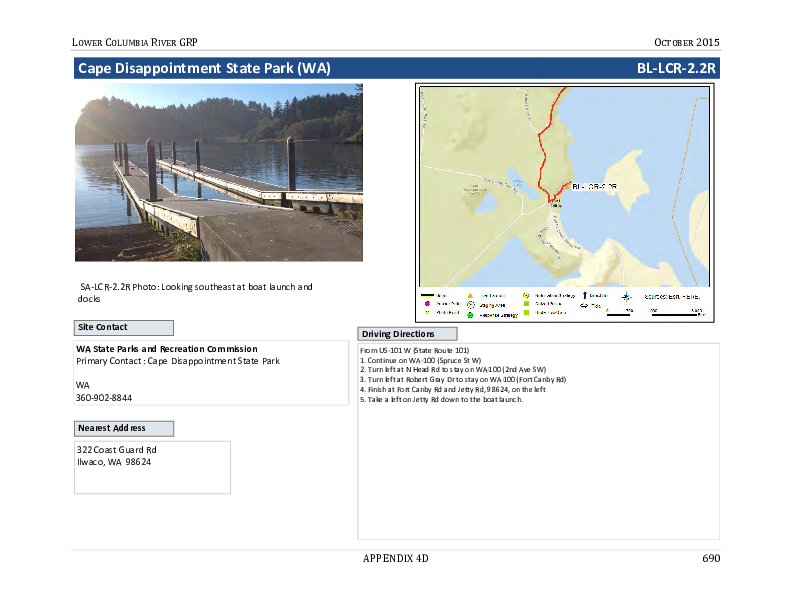 LOWER COLUMBIA RIVER GRP
OCTOBER 2015
Cape Disappointment State Park (WA)
BL-LCR-2.2R
BL-LCR-2.2R
Sources: Esri, HERE,
SA-LCR-2.2R Photo: Looking southeast at boat launch and
docks
Site Contact
WA State Parks and Recreation Commission
Primary Contact: Cape Disappointment State Park
WA
360-902-8844
Nearest Address
322 Coast Guard Rd
Ilwaco, WA 98624
Driving Directions
From US-101 W (State Route 101)
1. Continue on WA-100 (Spruce St W)
2. Turn left at N Head Rd to stay on WA-100 (2nd Ave SW)
3. Turn left at Robert Gray Dr to stay on WA-100 (Fort Canby Rd)
4. Finish at Fort Canby Rd and Jetty Rd, 98624, on the left
5. Take a left on Jetty Rd down to the boat launch.
APPENDIX 4D
690